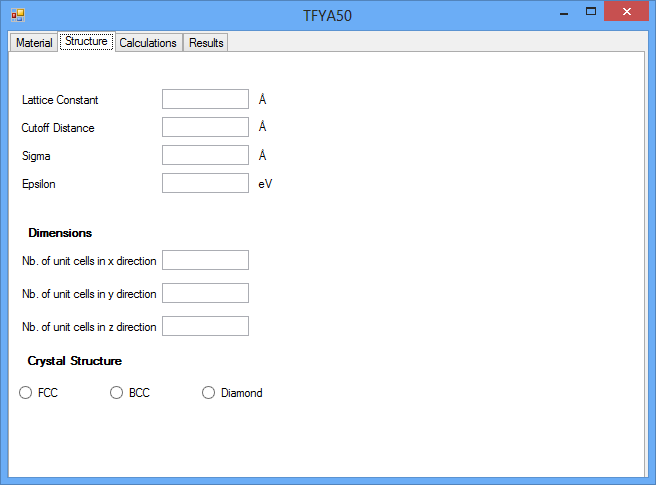 TFYA50
Material Structure Calculations Results
Lattice Constant Å
Cutoff Distance Å
Sigma Å
Epsilon eV
Dimensions
Nb. of unit cells in x direction
Nb. of unit cells in y direction
Nb. of unit cells in z direction
Crystal Structure
FCC BCC Diamond